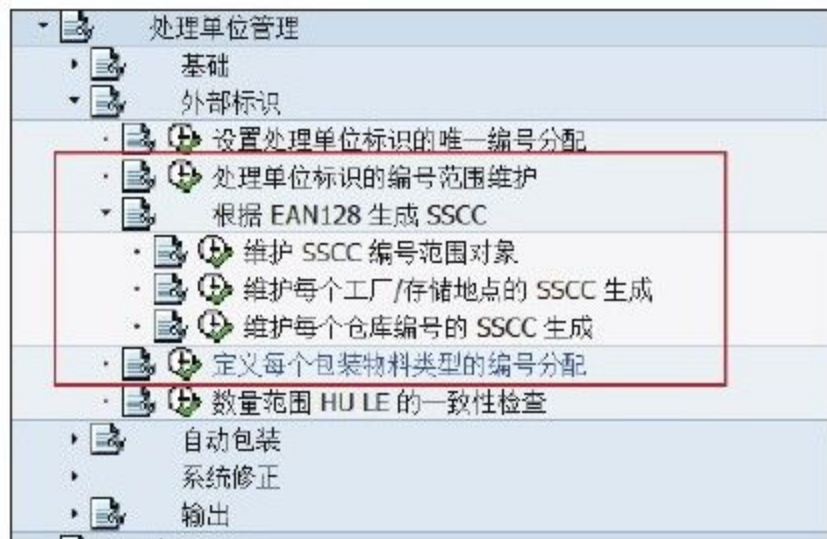 处理单位管理
基础
外部标识
设置处理单位标识的唯一编号分配
处理单位标识的编号范围维护
根据 EAN128 生成 SSCC
维护 SSCC 编号范围对象
维护每个工厂/存储地点的 SSCC 生成
维护每个仓库编号的 SSCC 生成
定义每个包装物料类型的编号分配
数量范围 HU LE 的一致性检查
自动包装
系统修正
输出